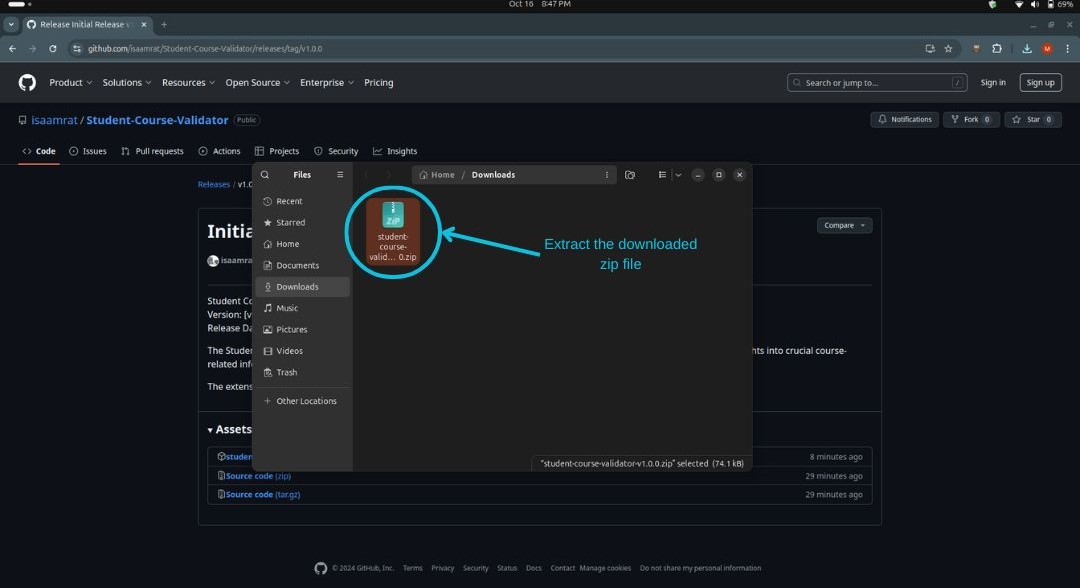 Oct 16 8:47 PM
69%
Release Initial Release v
github.com/isaamrat/Student-Course-Validator/releases/tag/v1.0.0
M
Product
Solutions
Resources
Open Source
Enterprise
Pricing
Search or jump to...
/
Sign in
Sign up
isaamrat / Student-Course-Validator
Public
Notifications
Fork 0
Star 0
Code
Issues
Pull requests
Actions
Projects
Security
Insights
Releases / v1.0
Initia
Compare
isaamra
Student Co
Version: [v
Release Da
The Studen
hts into crucial course-
related inf
The extens
Files
Home / Downloads
Recent
Starred
Home
Documents
Downloads
Music
Pictures
Videos
Trash
Other Locations
ZIP
student-
course-
valid... 0.zip
Extract the downloaded
zip file
"student-course-validator-v1.0.0.zip" selected (74.1 kB)
Assets
studen
8 minutes ago
Source code (zip)
29 minutes ago
Source code (tar.gz)
29 minutes ago
© 2024 GitHub, Inc.
Terms
Privacy
Security
Status
Docs
Contact
Manage cookies
Do not share my personal information